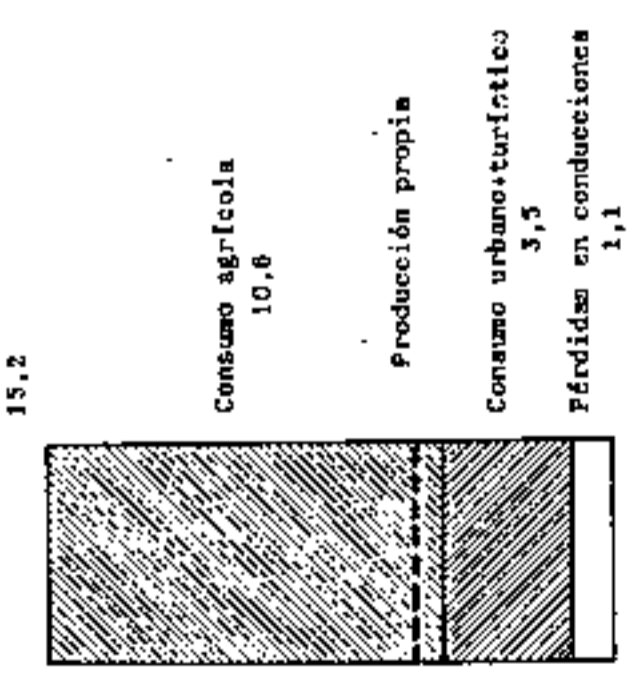 15,2
Consumo agrícola
10,6
Producción propia
Consumo urbano+turístico
3,5
Pérdidas en conducciones
1,1